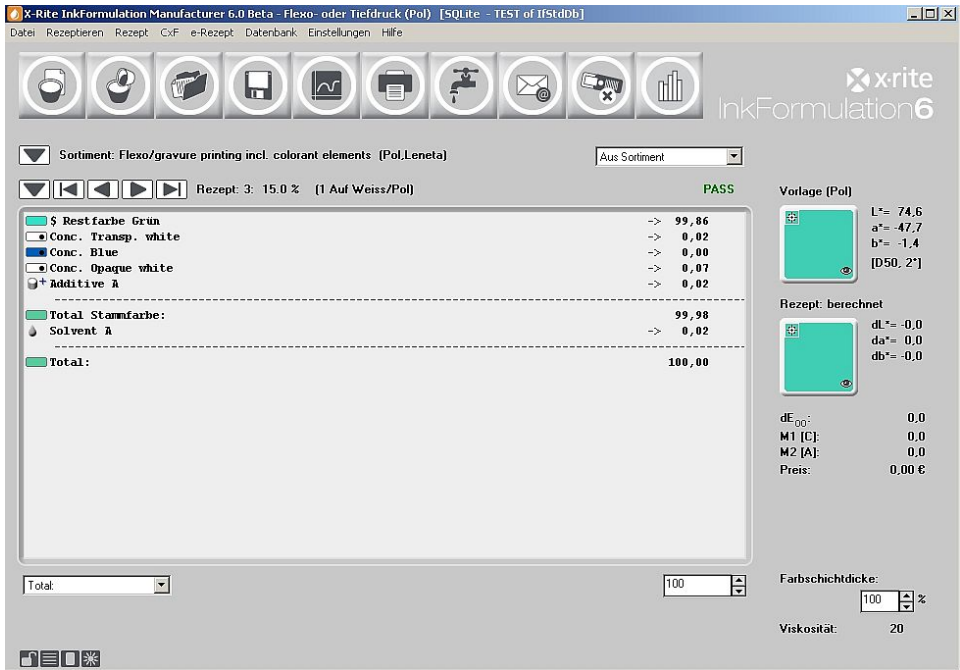 X-Rite InkFormulation Manufacturer 6.0 Beta - Flexo- oder Tiefdruck (Pol) [SQLite - TEST of IfStdDb]
Datei Rezeptieren Rezept CxF e-Rezept Datenbank Einstellungen Hilfe
x-rite
InkFormulation6
Sortiment: Flexo/gravure printing incl. colorant elements (Pol,Leneta)
Aus Sortiment
Rezept: 3: 15.0 % (1 Auf Weiss/Pol)
PASS
$ Restfarbe Grün -> 99,86
Conc. Transp. white -> 0,02
Conc. Blue -> 0,00
Conc. Opaque white -> 0,07
Additive A -> 0,02
Total Stammfarbe: 99,98
Solvent A -> 0,02
Total: 100,00
Total:
100
Vorlage (Pol)
L*= 74,6
a*= -47,7
b*= -1,4
[D50, 2°]
Rezept: berechnet
dL*= -0,0
da*= 0,0
db*= -0,0
dE00: 0,0
M1 [C]: 0,0
M2 [A]: 0,0
Preis: 0,00 €
Farbschichtdicke:
100 %
Viskosität: 20